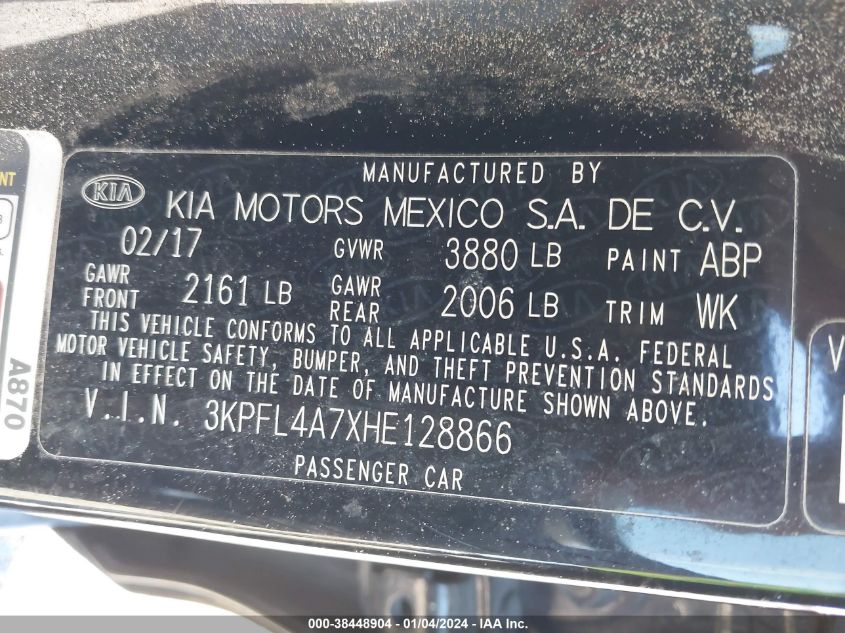 MANUFACTURED BY
KIA KIA MOTORS MEXICO S.A. DE C.V.
02/17 GVWR 3880 LB PAINT ABP
GAWR FRONT 2161 LB GAWR REAR 2006 LB TRIM WK
THIS VEHICLE CONFORMS TO ALL APPLICABLE U.S.A. FEDERAL
MOTOR VEHICLE SAFETY, BUMPER, AND THEFT PREVENTION STANDARDS
IN EFFECT ON THE DATE OF MANUFACTURE SHOWN ABOVE.
V.I.N. 3KPFL4A7XHE128866
PASSENGER CAR
A870
000-38448904 - 01/04/2024 - IAA Inc.